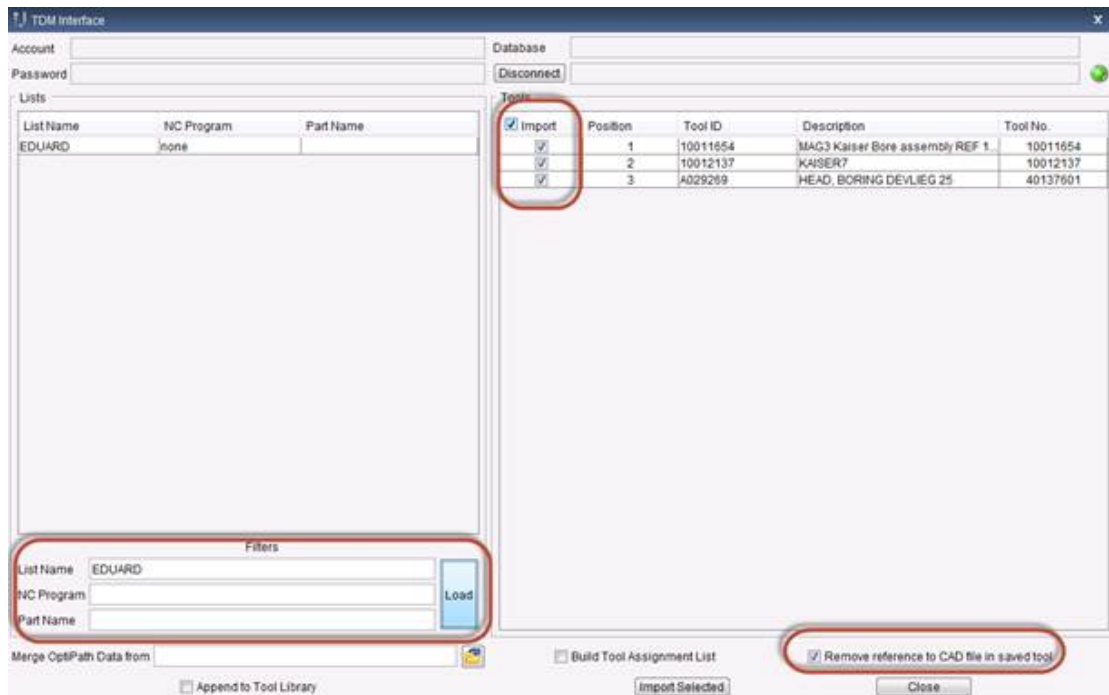 TDM Interface x
Account Database
Password Disconnect
Lists Tools
List Name NC Program Part Name Import Position Tool ID Description Tool No.
EDUARD none 1 10011654 MAG3 Kaiser Bore assembly REF 1... 10011654
2 10012137 KAISER7 10012137
3 A029269 HEAD, BORING DEVLIEG 25 40137601
Filters
List Name EDUARD
NC Program Load
Part Name
Merge OptiPath Data from Build Tool Assignment List Remove reference to CAD file in saved tool
Append to Tool Library Import Selected Close